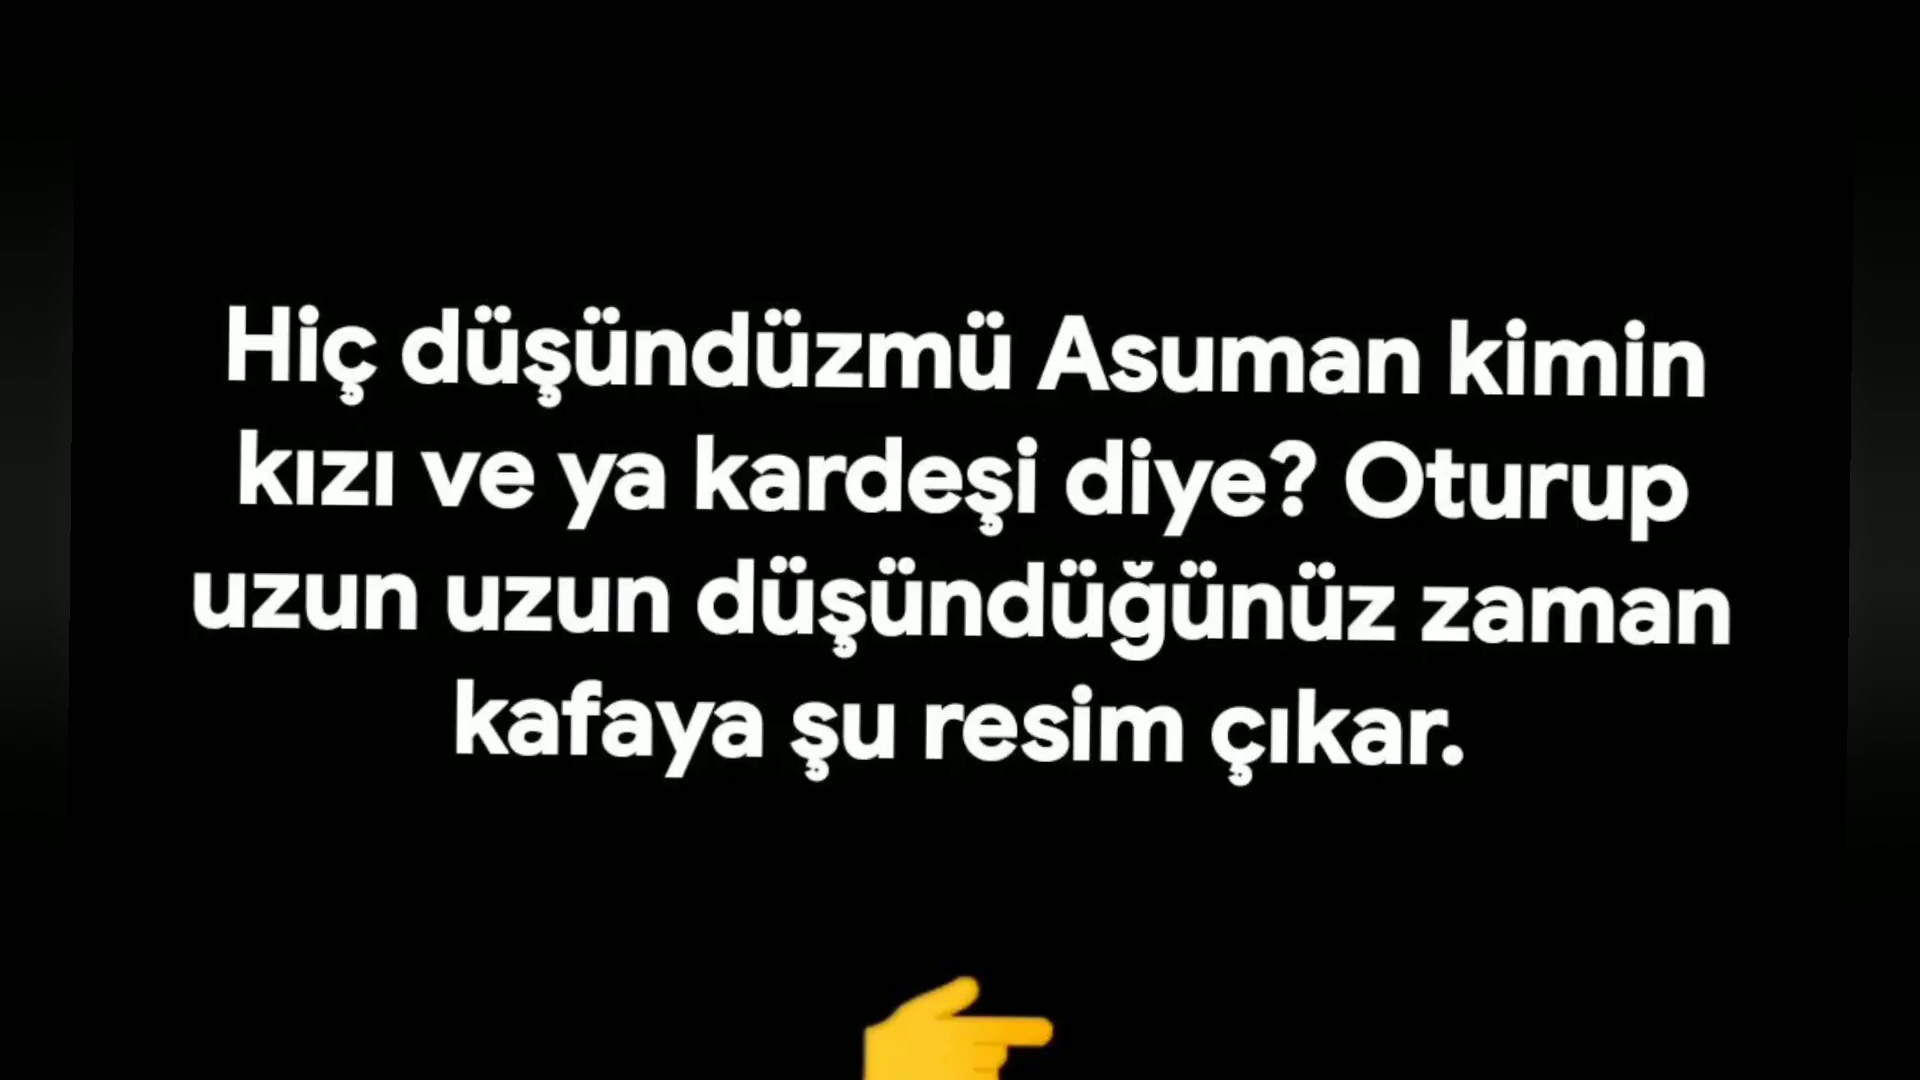 Hiç düşündüzmü Asuman kimin
kızı ve ya kardeşi diye? Oturup
uzun uzun düşündüğünüz zaman
kafaya şu resim çıkar.